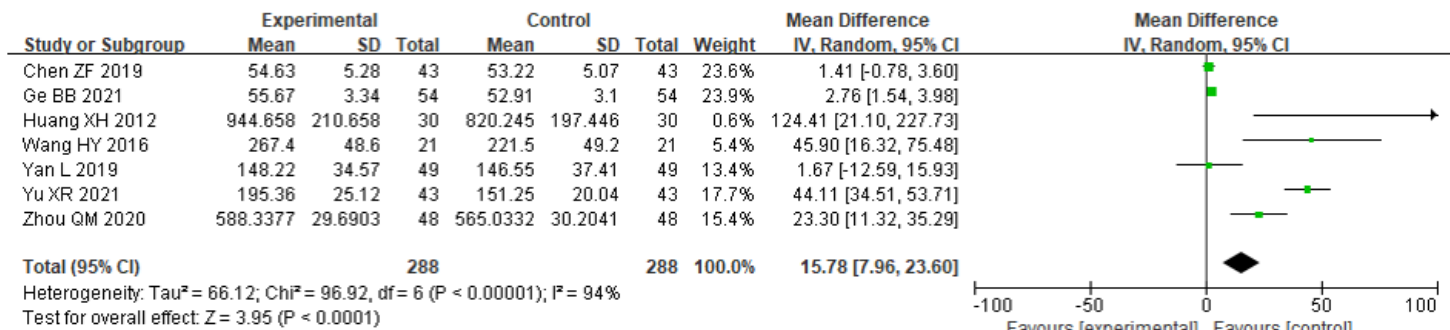 Experimental Control Mean Difference Mean Difference
Study or Subgroup Mean SD Total Mean SD Total Weight IV, Random, 95% CI IV, Random, 95% CI
Chen ZF 2019 54.63 5.28 43 53.22 5.07 43 23.6% 1.41 [-0.78, 3.60]
Ge BB 2021 55.67 3.34 54 52.91 3.1 54 23.9% 2.76 [1.54, 3.98]
Huang XH 2012 944.658 210.658 30 820.245 197.446 30 0.6% 124.41 [21.10, 227.73]
Wang HY 2016 267.4 48.6 21 221.5 49.2 21 5.4% 45.90 [16.32, 75.48]
Yan L 2019 148.22 34.57 49 146.55 37.41 49 13.4% 1.67 [-12.59, 15.93]
Yu XR 2021 195.36 25.12 43 151.25 20.04 43 17.7% 44.11 [34.51, 53.71]
Zhou QM 2020 588.3377 29.6903 48 565.0332 30.2041 48 15.4% 23.30 [11.32, 35.29]
Total (95% CI) 288 288 100.0% 15.78 [7.96, 23.60]
Heterogeneity: Tau² = 66.12; Chi² = 96.92, df = 6 (P < 0.00001); I² = 94%
Test for overall effect: Z = 3.95 (P < 0.0001)
-100 -50 0 50 100
Favours [experimental] Favours [control]